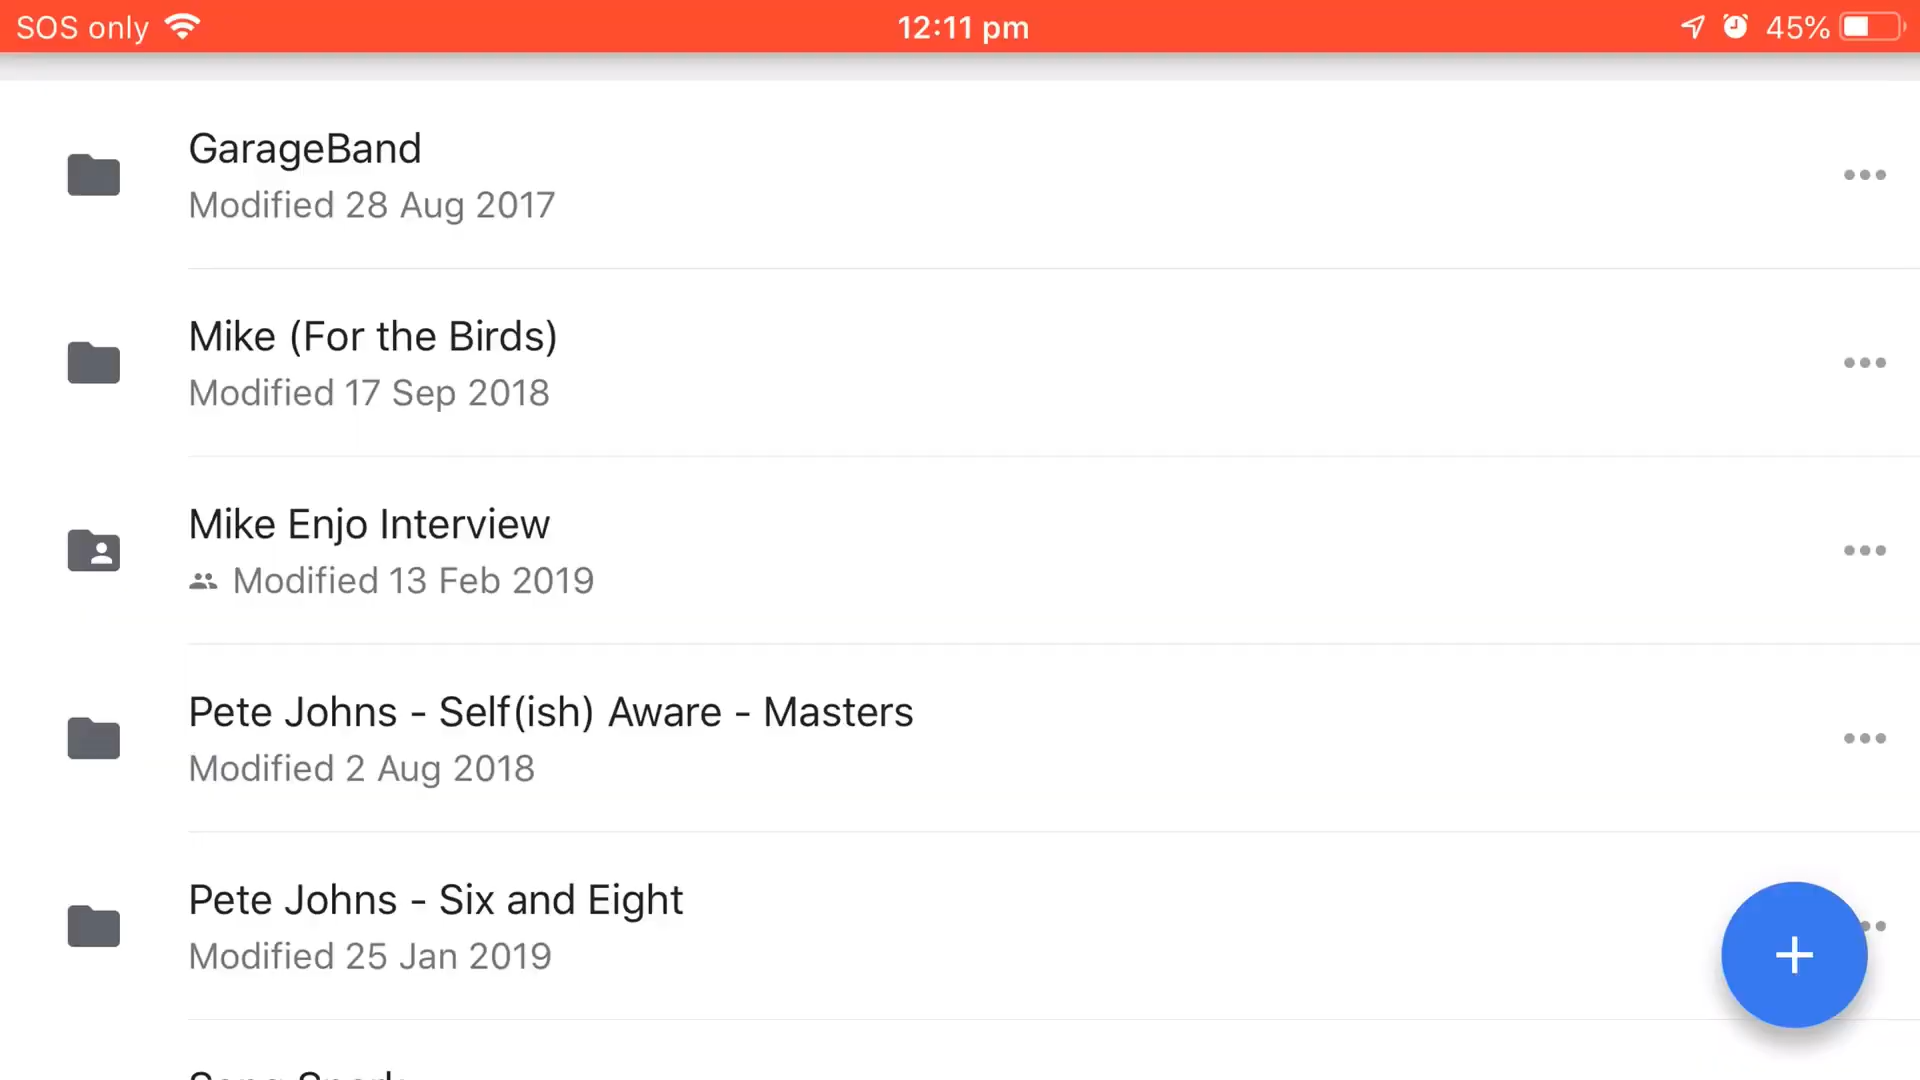 SOS only 12:11 pm 45%
GarageBand
Modified 28 Aug 2017
Mike (For the Birds)
Modified 17 Sep 2018
Mike Enjo Interview
Modified 13 Feb 2019
Pete Johns - Self(ish) Aware - Masters
Modified 2 Aug 2018
Pete Johns - Six and Eight
Modified 25 Jan 2019